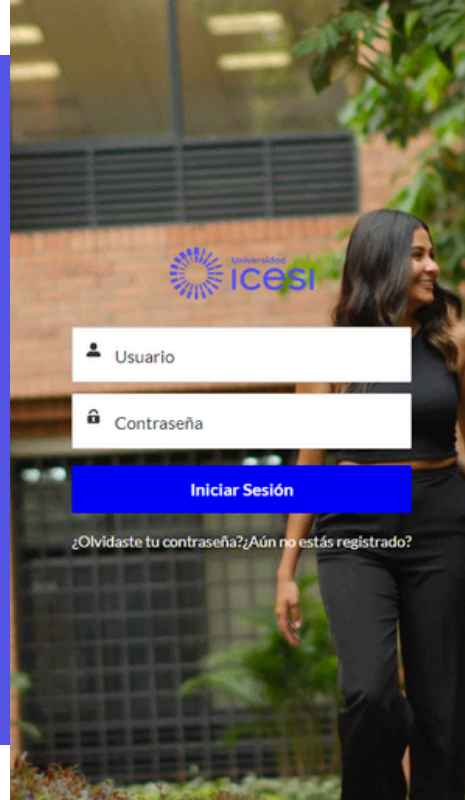 Universidad
icesi
Usuario
Contraseña
Iniciar Sesión
¿Olvidaste tu contraseña?¿Aún no estás registrado?